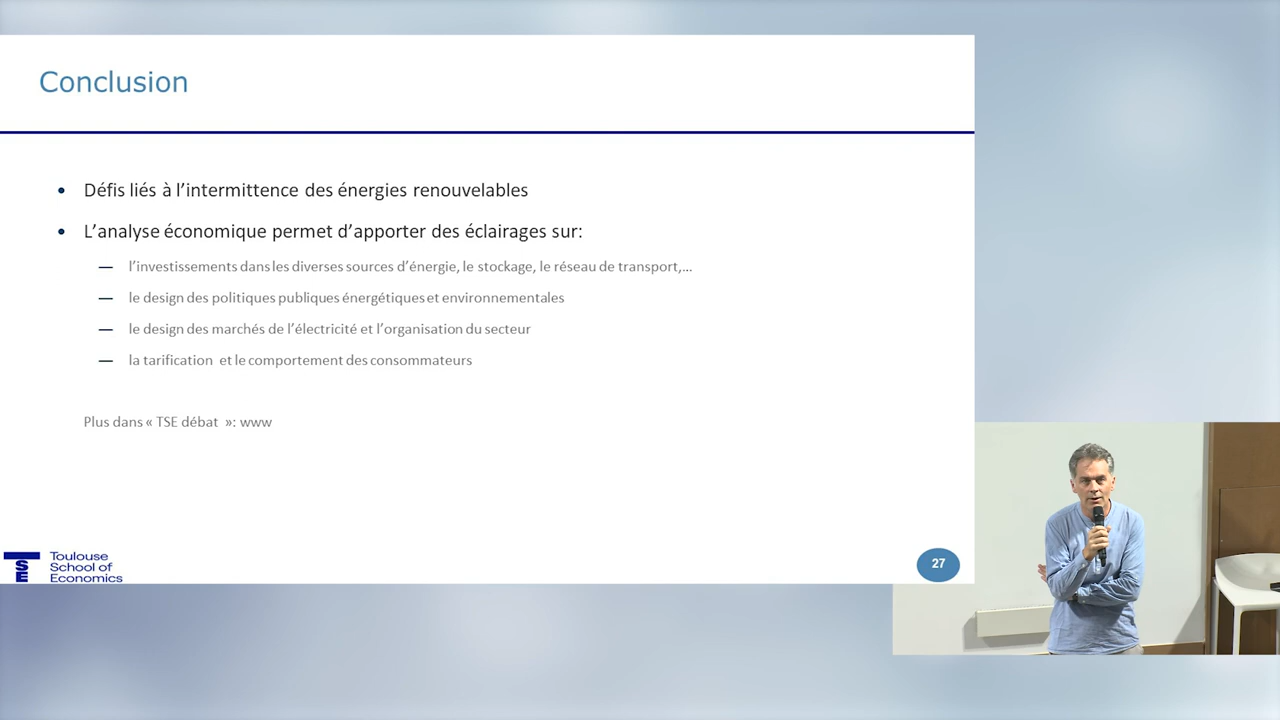 Conclusion
• Défis liés à l’intermittence des énergies renouvelables
• L’analyse économique permet d’apporter des éclairages sur:
— l’investissements dans les diverses sources d’énergie, le stockage, le réseau de transport,…
— le design des politiques publiques énergétiques et environnementales
— le design des marchés de l’électricité et l’organisation du secteur
— la tarification et le comportement des consommateurs
Plus dans « TSE débat »: www
TSE
Toulouse
School of
Economics
27